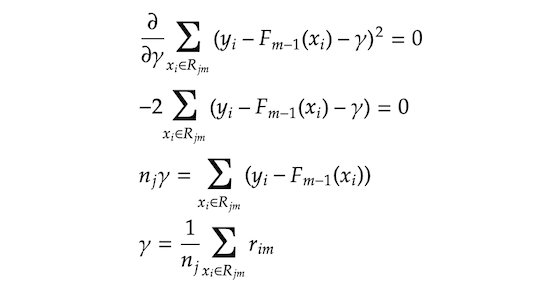 ∂/∂γ ∑_{x_i∈R_{jm}} (y_i − F_{m−1}(x_i) − γ)² = 0
−2 ∑_{x_i∈R_{jm}} (y_i − F_{m−1}(x_i) − γ) = 0
n_jγ = ∑_{x_i∈R_{jm}} (y_i − F_{m−1}(x_i))
γ = 1/n_j ∑_{x_i∈R_{jm}} r_{im}